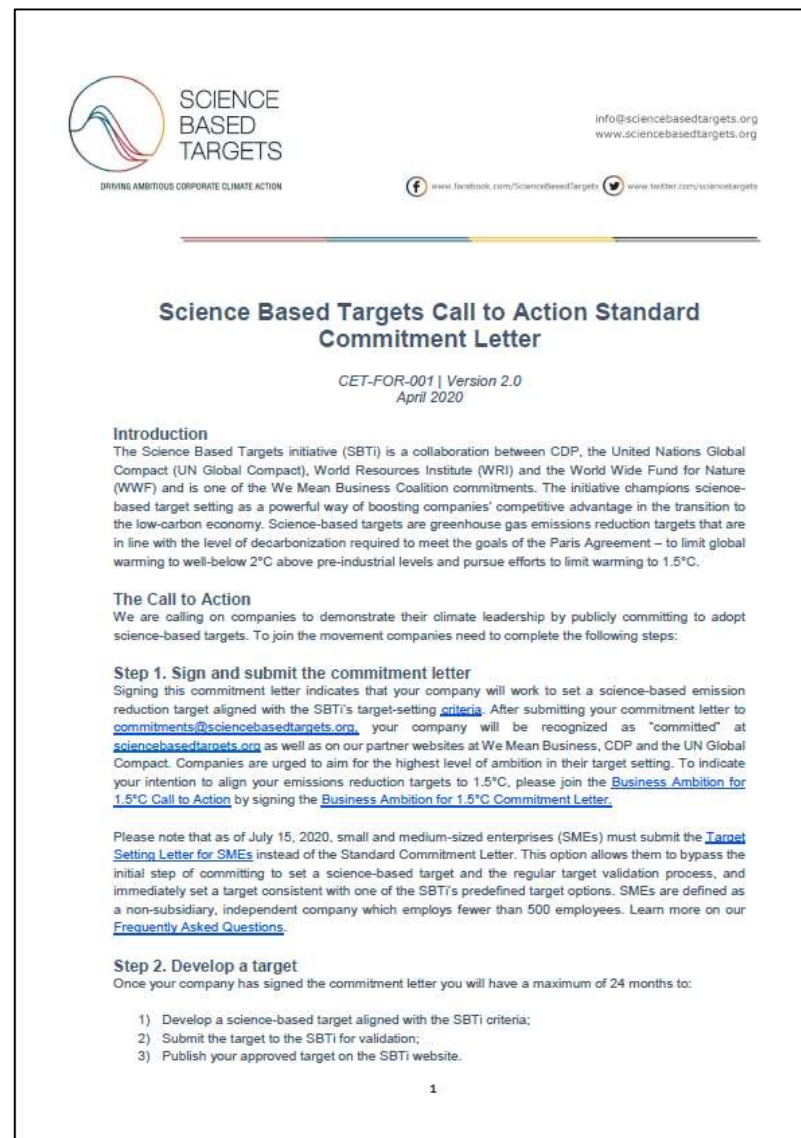 SCIENCE
BASED
TARGETS
DRIVING AMBITIOUS CORPORATE CLIMATE ACTION
info@sciencebasedtargets.org
www.sciencebasedtargets.org
www.facebook.com/ScienceBasedTargets www.twitter.com/sciencetargets
Science Based Targets Call to Action Standard
Commitment Letter
CET-FOR-001 | Version 2.0
April 2020
Introduction
The Science Based Targets initiative (SBTi) is a collaboration between CDP, the United Nations Global
Compact (UN Global Compact), World Resources Institute (WRI) and the World Wide Fund for Nature
(WWF) and is one of the We Mean Business Coalition commitments. The initiative champions science-
based target setting as a powerful way of boosting companies' competitive advantage in the transition to
the low-carbon economy. Science-based targets are greenhouse gas emissions reduction targets that are
in line with the level of decarbonization required to meet the goals of the Paris Agreement – to limit global
warming to well-below 2°C above pre-industrial levels and pursue efforts to limit warming to 1.5°C.
The Call to Action
We are calling on companies to demonstrate their climate leadership by publicly committing to adopt
science-based targets. To join the movement companies need to complete the following steps:
Step 1. Sign and submit the commitment letter
Signing this commitment letter indicates that your company will work to set a science-based emission
reduction target aligned with the SBTi's target-setting criteria. After submitting your commitment letter to
commitments@sciencebasedtargets.org, your company will be recognized as "committed" at
sciencebasedtargets.org as well as on our partner websites at We Mean Business, CDP and the UN Global
Compact. Companies are urged to aim for the highest level of ambition in their target setting. To indicate
your intention to align your emissions reduction targets to 1.5°C, please join the Business Ambition for
1.5°C Call to Action by signing the Business Ambition for 1.5°C Commitment Letter.
Please note that as of July 15, 2020, small and medium-sized enterprises (SMEs) must submit the Target
Setting Letter for SMEs instead of the Standard Commitment Letter. This option allows them to bypass the
initial step of committing to set a science-based target and the regular target validation process, and
immediately set a target consistent with one of the SBTi's predefined target options. SMEs are defined as
a non-subsidiary, independent company which employs fewer than 500 employees. Learn more on our
Frequently Asked Questions.
Step 2. Develop a target
Once your company has signed the commitment letter you will have a maximum of 24 months to:
1) Develop a science-based target aligned with the SBTi criteria;
2) Submit the target to the SBTi for validation;
3) Publish your approved target on the SBTi website.
1